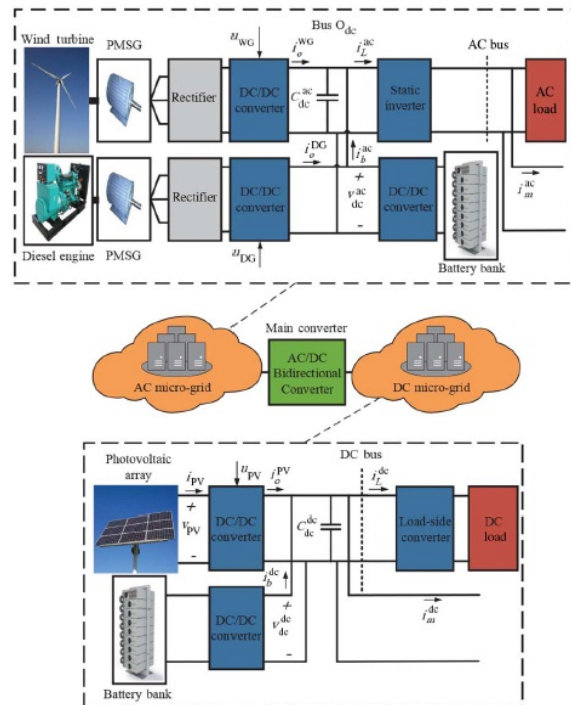 Bus O_dc
Wind turbine
PMSG
u_WG
i_o^WG
i_L^ac
AC bus
Rectifier
DC/DC
converter
C_dc^ac
Static
inverter
AC
load
i_o^DG
i_b^ac
i_m^ac
Rectifier
DC/DC
converter
+
v_dc^ac
-
DC/DC
converter
Diesel engine
PMSG
u_DG
Battery bank
Main converter
AC micro-grid
AC/DC
Bidirectional
Converter
DC micro-grid
DC bus
Photovoltaic
array
i_PV
u_PV
i_o^PV
i_L^dc
+
v_PV
-
DC/DC
converter
C_dc^dc
Load-side
converter
DC
load
i_b^dc
DC/DC
converter
+
v_dc^dc
-
i_m^dc
Battery bank